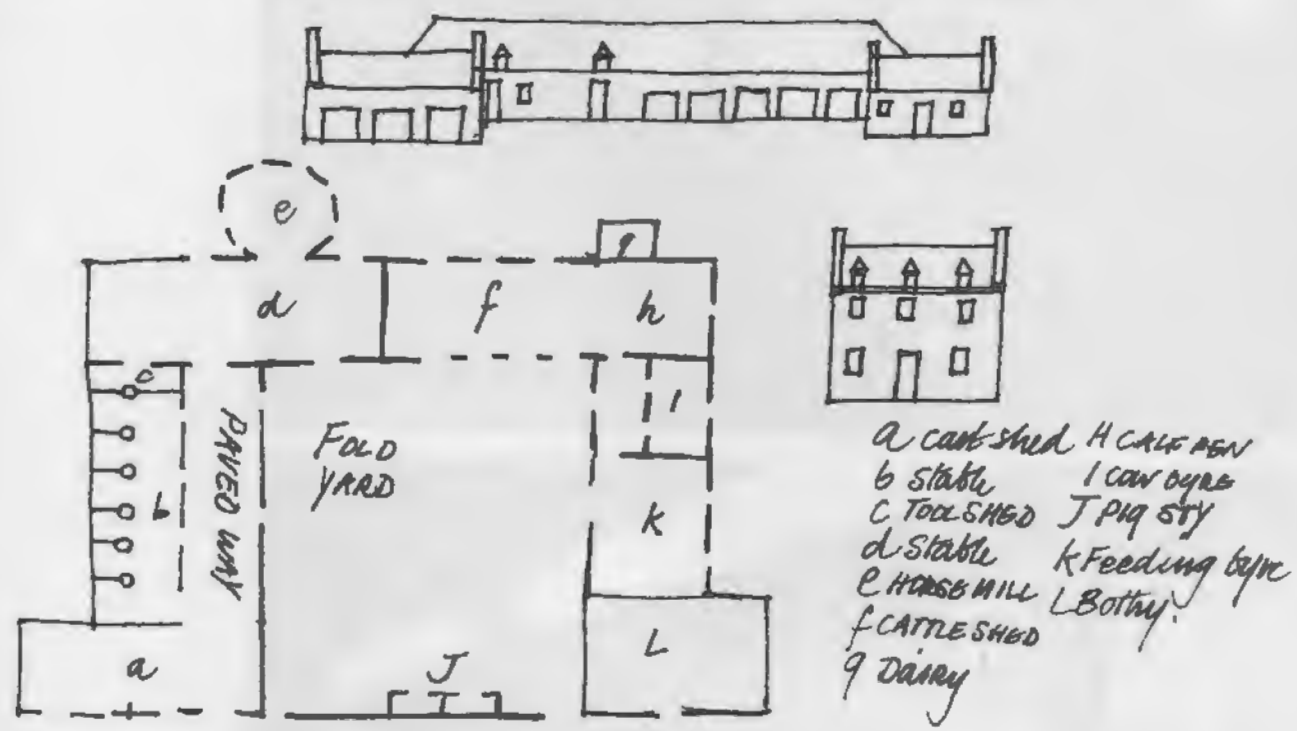 e
g
d
f
h
c
PAVED WAY
FOLD
YARD
I
b
k
a
J
L
a cart shed H CALF PEN
b Stable I cow byre
C TOOLSHED J PIG STY
d Stable k Feeding byre
e HORSE MILL L Bothy.
f CATTLE SHED
g Dairy